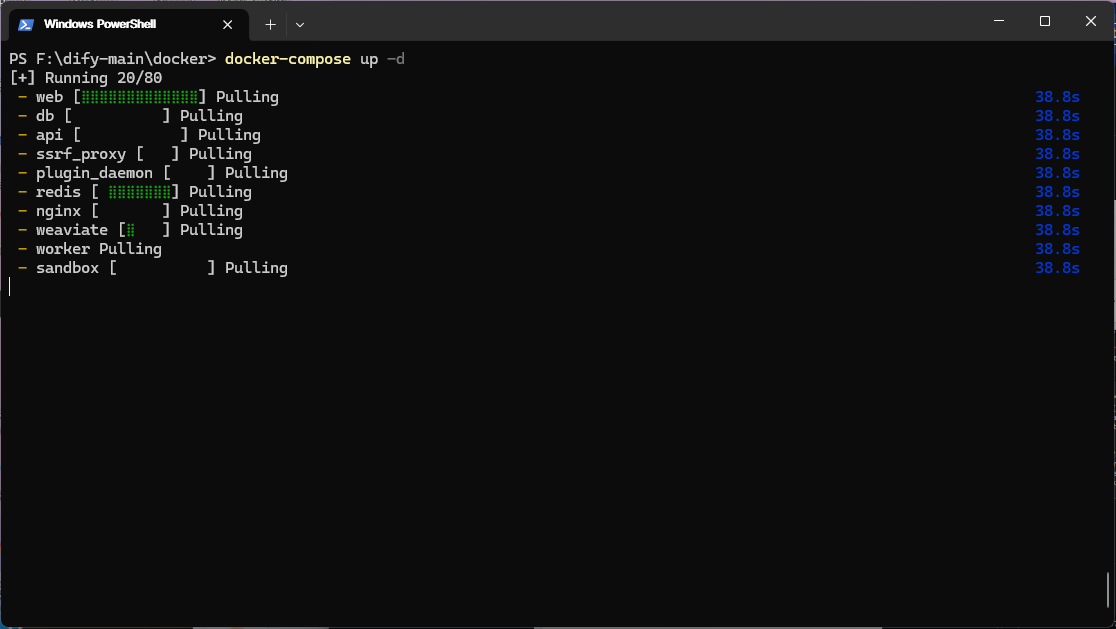 Windows PowerShell
PS F:\dify-main\docker> docker-compose up -d
[+] Running 20/80
- web [⣿⣿⣿⣿⣿⣿⣿⣿⣿⣿⣿⣿⣿] Pulling 38.8s
- db [          ] Pulling 38.8s
- api [           ] Pulling 38.8s
- ssrf_proxy [   ] Pulling 38.8s
- plugin_daemon [    ] Pulling 38.8s
- redis [ ⣿⣿⣿⣿⣿⣿⣿] Pulling 38.8s
- nginx [       ] Pulling 38.8s
- weaviate [⣿   ] Pulling 38.8s
- worker Pulling 38.8s
- sandbox [          ] Pulling 38.8s